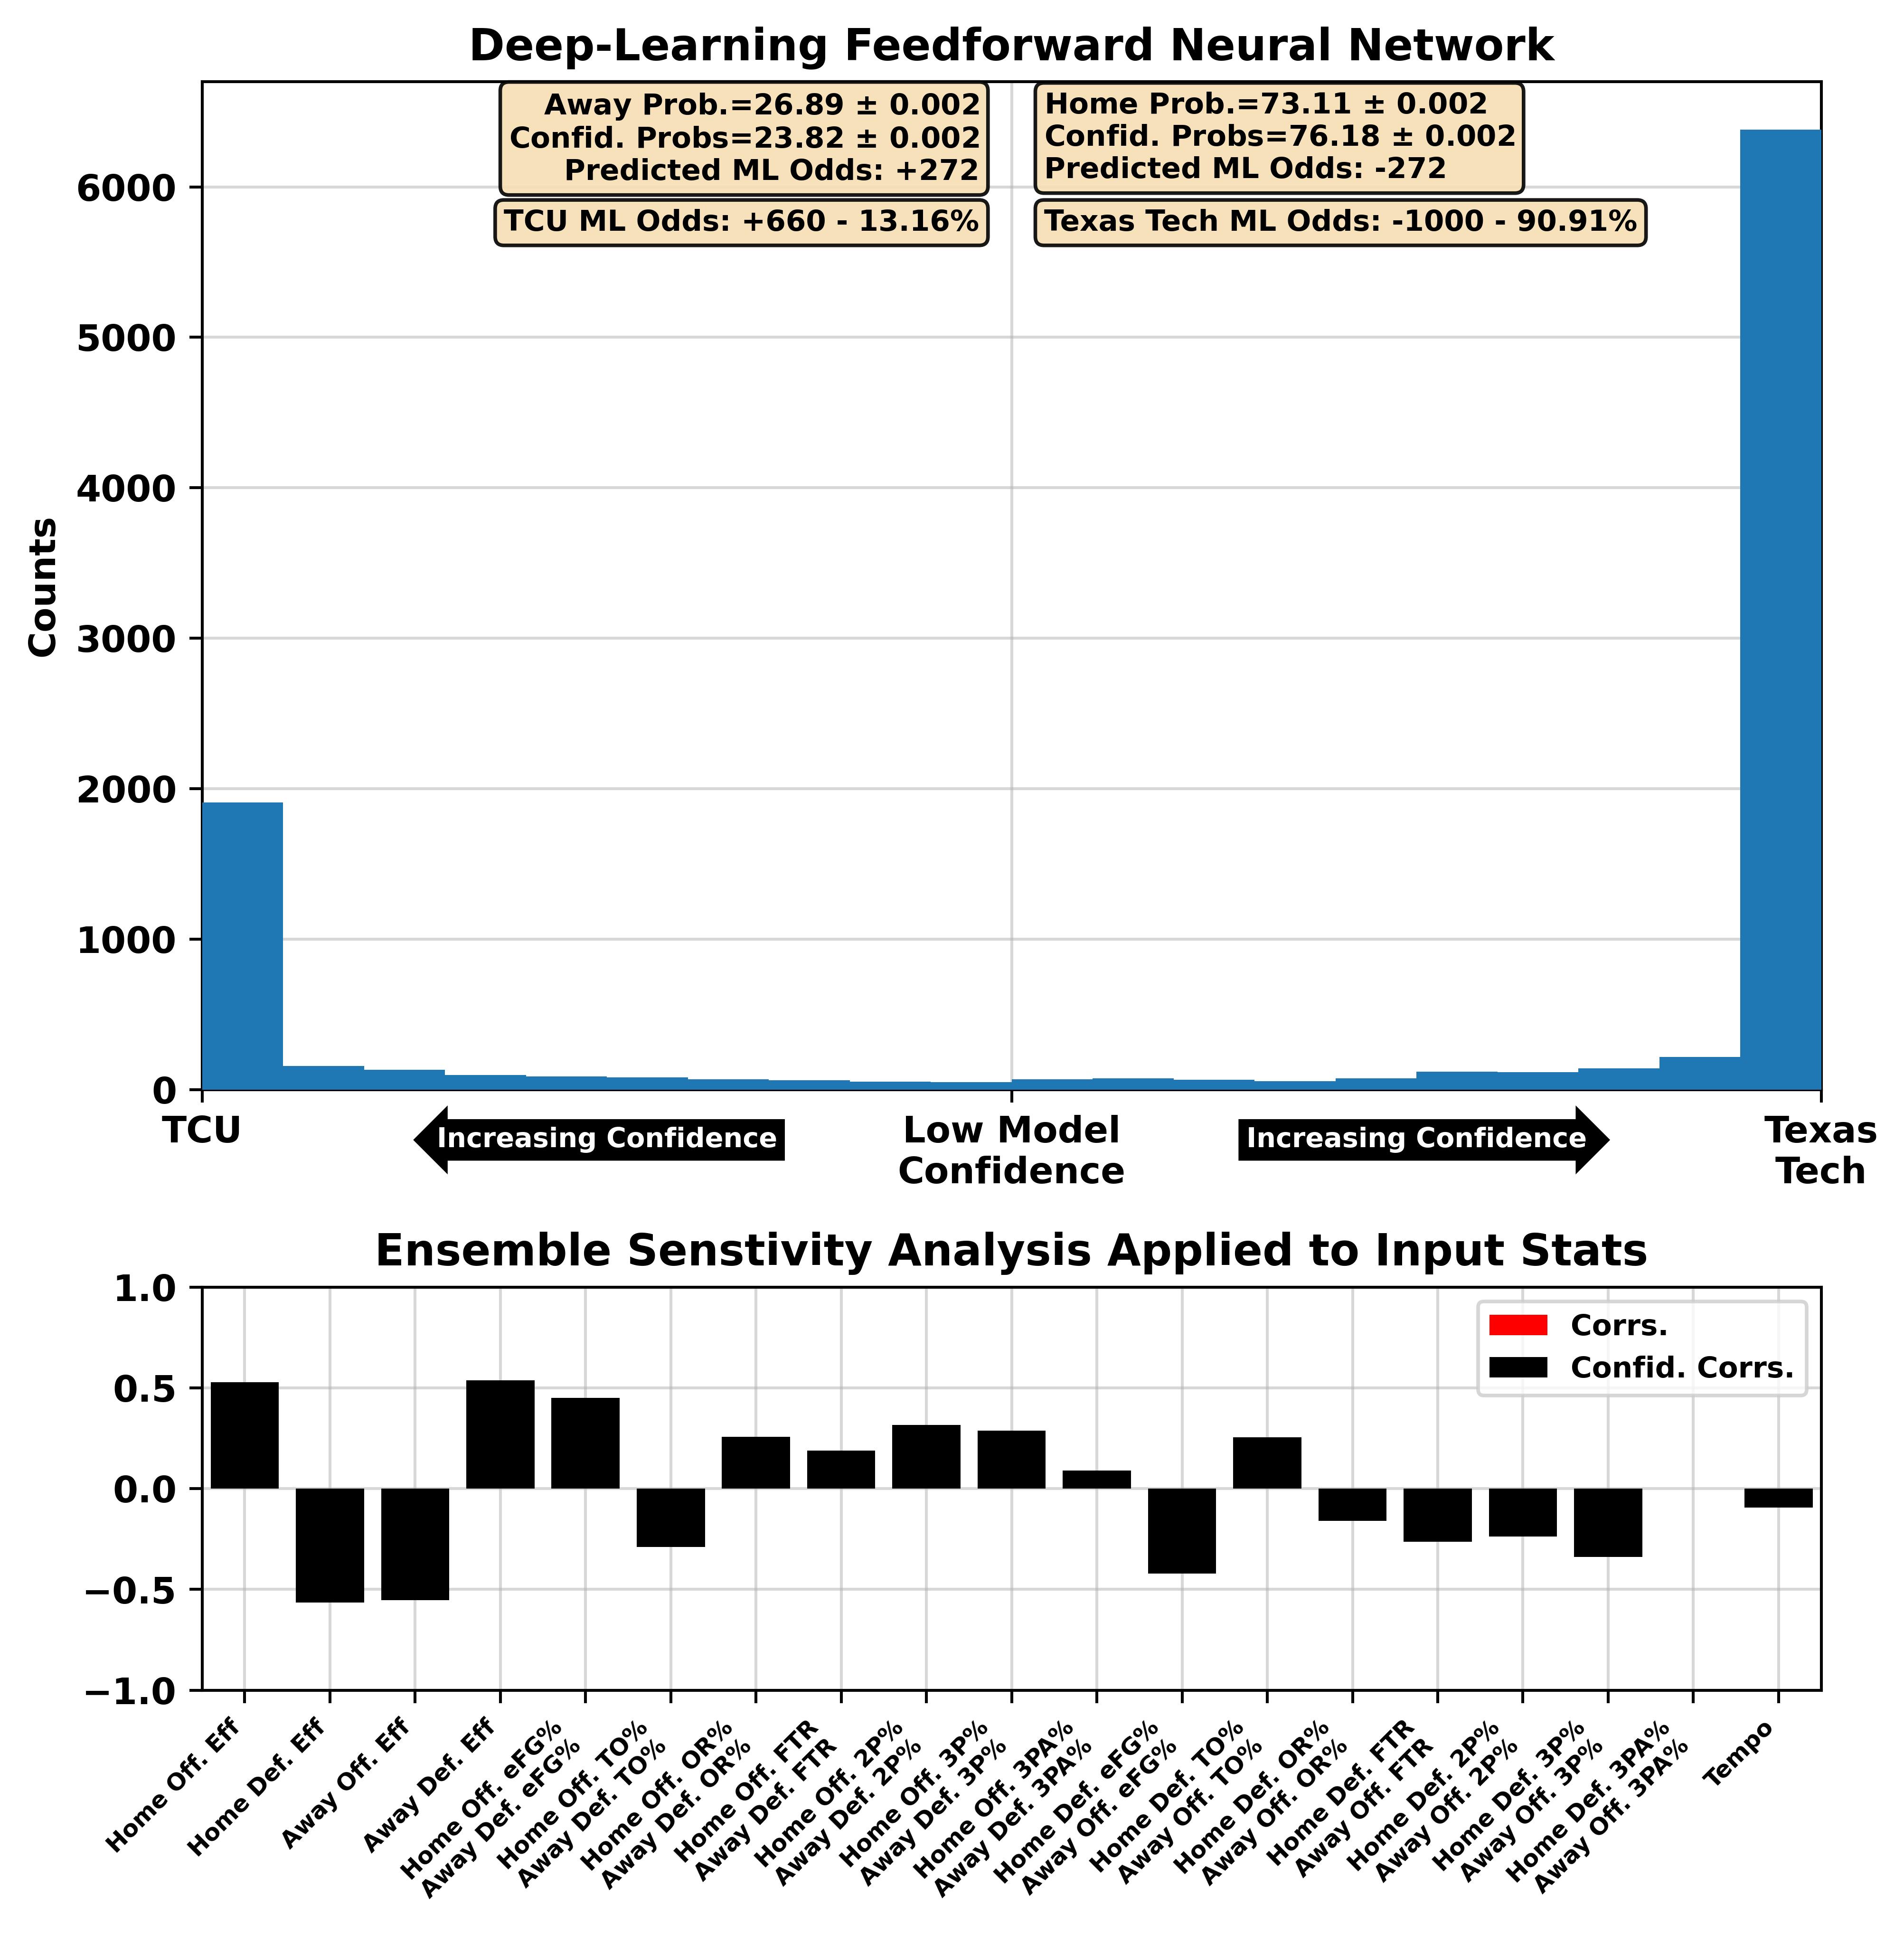 Deep-Learning Feedforward Neural Network
Away Prob.=26.89 ± 0.002
Confid. Probs=23.82 ± 0.002
Predicted ML Odds: +272
TCU ML Odds: +660 - 13.16%
Home Prob.=73.11 ± 0.002
Confid. Probs=76.18 ± 0.002
Predicted ML Odds: -272
Texas Tech ML Odds: -1000 - 90.91%
Counts
6000
5000
4000
3000
2000
1000
0
TCU
Increasing Confidence
Low Model
Confidence
Increasing Confidence
Texas
Tech
Ensemble Senstivity Analysis Applied to Input Stats
1.0
0.5
0.0
−0.5
−1.0
Corrs.
Confid. Corrs.
Home Off. Eff
Home Def. Eff
Away Off. Eff
Away Def. Eff
Home Off. eFG%
Away Def. eFG%
Home Off. TO%
Away Def. TO%
Home Off. OR%
Away Def. OR%
Home Off. FTR
Away Def. FTR
Home Off. 2P%
Away Def. 2P%
Home Off. 3P%
Away Def. 3P%
Home Off. 3PA%
Away Def. 3PA%
Home Def. eFG%
Away Off. eFG%
Home Def. TO%
Away Off. TO%
Home Def. OR%
Away Off. OR%
Home Def. FTR
Away Off. FTR
Home Def. 2P%
Away Off. 2P%
Home Def. 3P%
Away Off. 3P%
Home Def. 3PA%
Away Off. 3PA%
Tempo